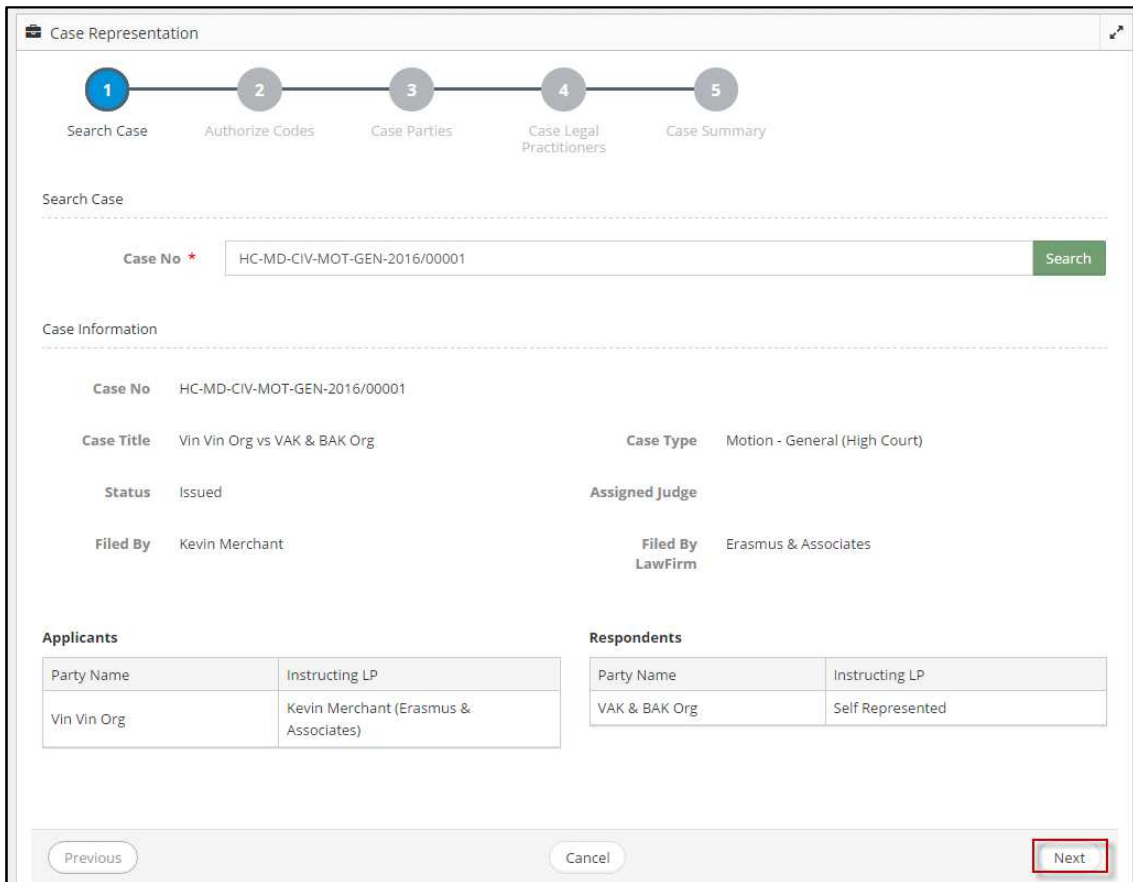 Case Representation
1 2 3 4 5
Search Case Authorize Codes Case Parties Case Legal Case Summary
Practitioners
Search Case
Case No * HC-MD-CIV-MOT-GEN-2016/00001 Search
Case Information
Case No HC-MD-CIV-MOT-GEN-2016/00001
Case Title Vin Vin Org vs VAK & BAK Org Case Type Motion - General (High Court)
Status Issued Assigned Judge
Filed By Kevin Merchant Filed By Erasmus & Associates
LawFirm
Applicants Respondents
Party Name Instructing LP Party Name Instructing LP
Vin Vin Org Kevin Merchant (Erasmus & VAK & BAK Org Self Represented
Associates)
Previous Cancel Next